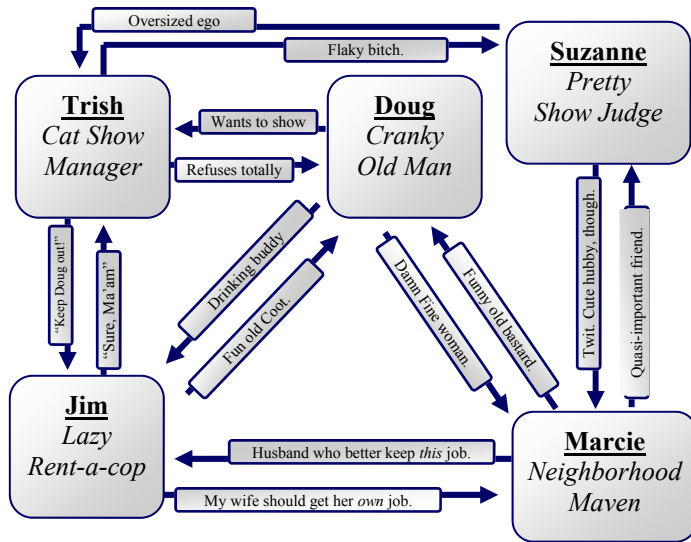 Oversized ego
Flaky bitch.
Suzanne
Pretty
Show Judge
Trish
Cat Show
Manager
Wants to show
Refuses totally
Doug
Cranky
Old Man
“Keep Doug out!”
“Sure, Ma’am”
Drinking buddy
Fun old Coot.
Damn Fine woman.
Funny old bastard.
Twit. Cute hubby, though.
Quasi-important friend.
Jim
Lazy
Rent-a-cop
Husband who better keep this job.
My wife should get her own job.
Marcie
Neighborhood
Maven